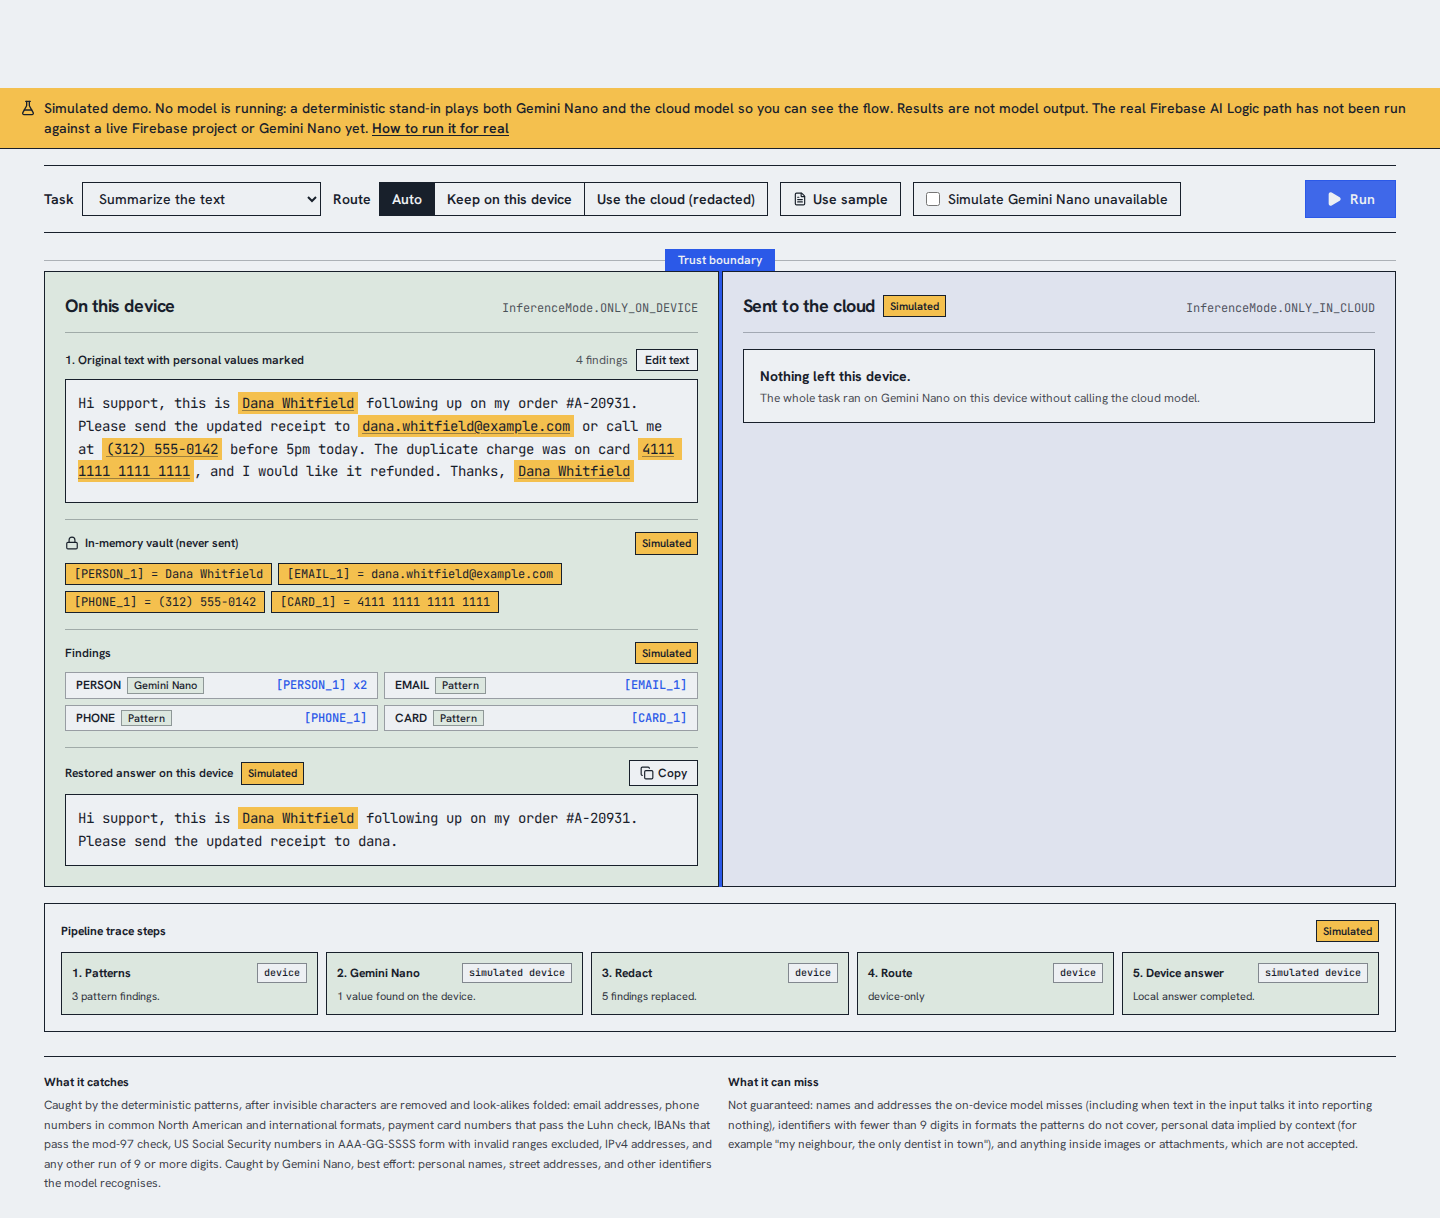 Simulated demo. No model is running: a deterministic stand-in plays both Gemini Nano and the cloud model so you can see the flow. Results are not model output. The real Firebase AI Logic path has not been run
against a live Firebase project or Gemini Nano yet. How to run it for real
Task Summarize the text Route Auto Keep on this device Use the cloud (redacted) Use sample Simulate Gemini Nano unavailable Run
Trust boundary
On this device InferenceMode.ONLY_ON_DEVICE
1. Original text with personal values marked 4 findings Edit text
Hi support, this is Dana Whitfield following up on my order #A-20931.
Please send the updated receipt to dana.whitfield@example.com or call me
at (312) 555-0142 before 5pm today. The duplicate charge was on card 4111
1111 1111 1111, and I would like it refunded. Thanks, Dana Whitfield
In-memory vault (never sent) Simulated
[PERSON_1] = Dana Whitfield [EMAIL_1] = dana.whitfield@example.com
[PHONE_1] = (312) 555-0142 [CARD_1] = 4111 1111 1111 1111
Findings Simulated
PERSON Gemini Nano [PERSON_1] x2 EMAIL Pattern [EMAIL_1]
PHONE Pattern [PHONE_1] CARD Pattern [CARD_1]
Restored answer on this device Simulated Copy
Hi support, this is Dana Whitfield following up on my order #A-20931.
Please send the updated receipt to dana.
Sent to the cloud Simulated InferenceMode.ONLY_IN_CLOUD
Nothing left this device.
The whole task ran on Gemini Nano on this device without calling the cloud model.
Pipeline trace steps Simulated
1. Patterns device
3 pattern findings.
2. Gemini Nano simulated device
1 value found on the device.
3. Redact device
5 findings replaced.
4. Route device
device-only
5. Device answer simulated device
Local answer completed.
What it catches
Caught by the deterministic patterns, after invisible characters are removed and look-alikes folded: email addresses, phone
numbers in common North American and international formats, payment card numbers that pass the Luhn check, IBANs that
pass the mod-97 check, US Social Security numbers in AAA-GG-SSSS form with invalid ranges excluded, IPv4 addresses, and
any other run of 9 or more digits. Caught by Gemini Nano, best effort: personal names, street addresses, and other identifiers
the model recognises.
What it can miss
Not guaranteed: names and addresses the on-device model misses (including when text in the input talks it into reporting
nothing), identifiers with fewer than 9 digits in formats the patterns do not cover, personal data implied by context (for
example "my neighbour, the only dentist in town"), and anything inside images or attachments, which are not accepted.